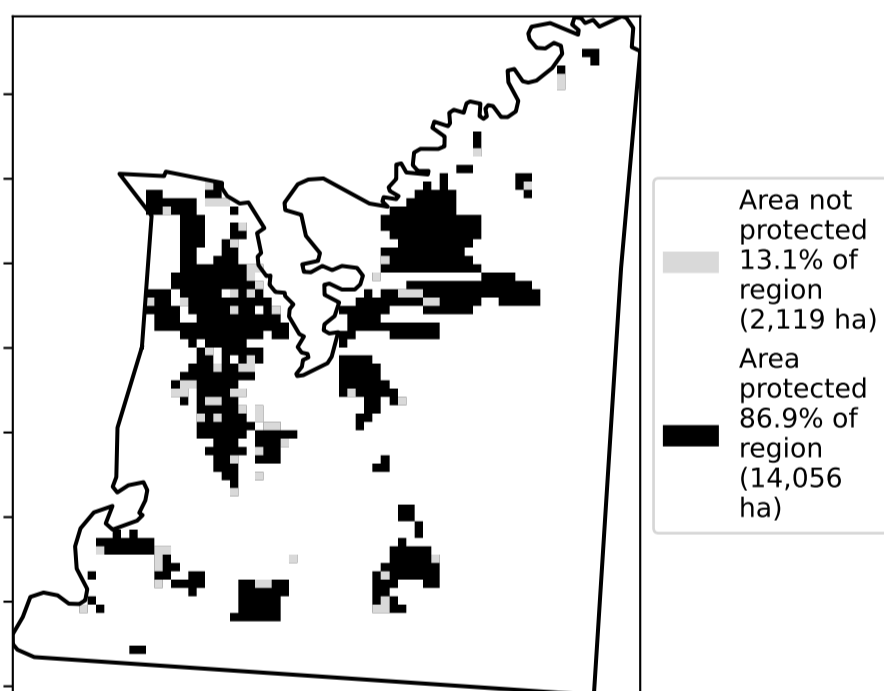 Area not
protected
13.1% of
region
(2,119 ha)
Area
protected
86.9% of
region
(14,056
ha)